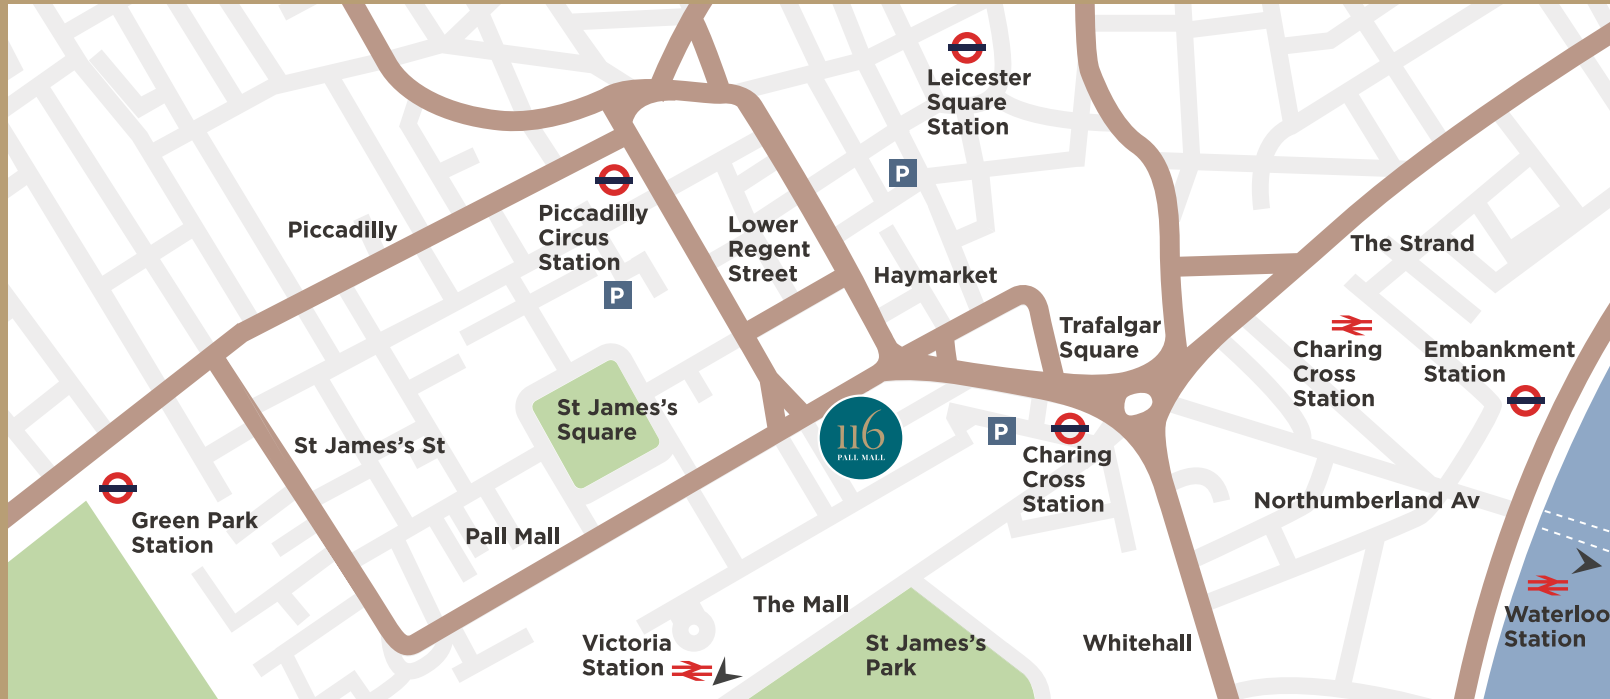 Leicester
Square
Station
P
Piccadilly
Piccadilly
Circus
Station
P
Lower
Regent
Street
Haymarket
The Strand
Trafalgar
Square
Charing
Cross
Station
Embankment
Station
St James’s
Square
116
PALL MALL
P
Charing
Cross
Station
St James’s St
Green Park
Station
Pall Mall
Northumberland Av
The Mall
Victoria
Station
St James’s
Park
Whitehall
Waterloo
Station